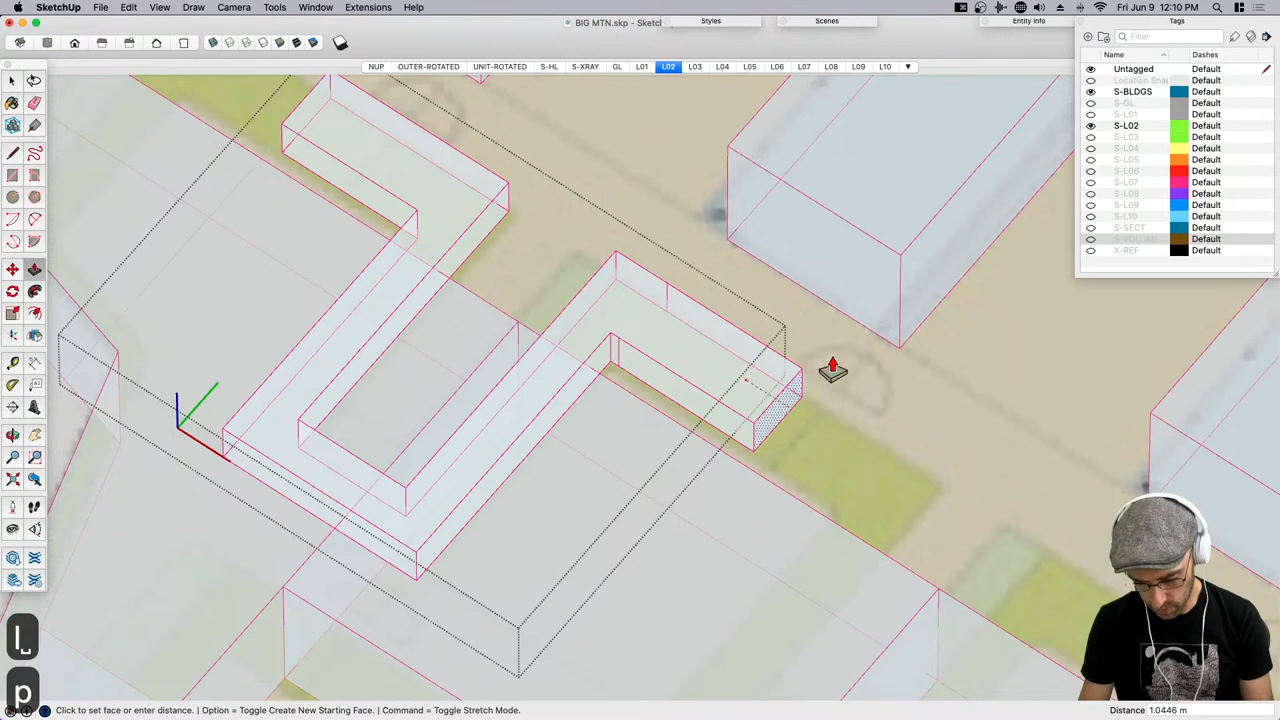 SketchUp File Edit View Draw Camera Tools Window Extensions Help
Fri Jun 9 12:10 PM
BIG MTN.skp - Sketch
Styles
Scenes
Entity Info
Tags
Filter
NUP OUTER-ROTATED UNIT-ROTATED S-HL S-XRAY GL L01 L02 L03 L04 L05 L06 L07 L08 L09 L10
Name Dashes
Untagged Default
Location Snap Default
S-BLDGS Default
S-GL Default
S-L01 Default
S-L02 Default
S-L03 Default
S-L04 Default
S-L05 Default
S-L06 Default
S-L07 Default
S-L08 Default
S-L09 Default
S-L10 Default
S-SECT Default
S-VOLUME Default
X-REF Default
p
Click to set face or enter distance. | Option = Toggle Create New Starting Face. | Command = Toggle Stretch Mode.
Distance 1.0446 m